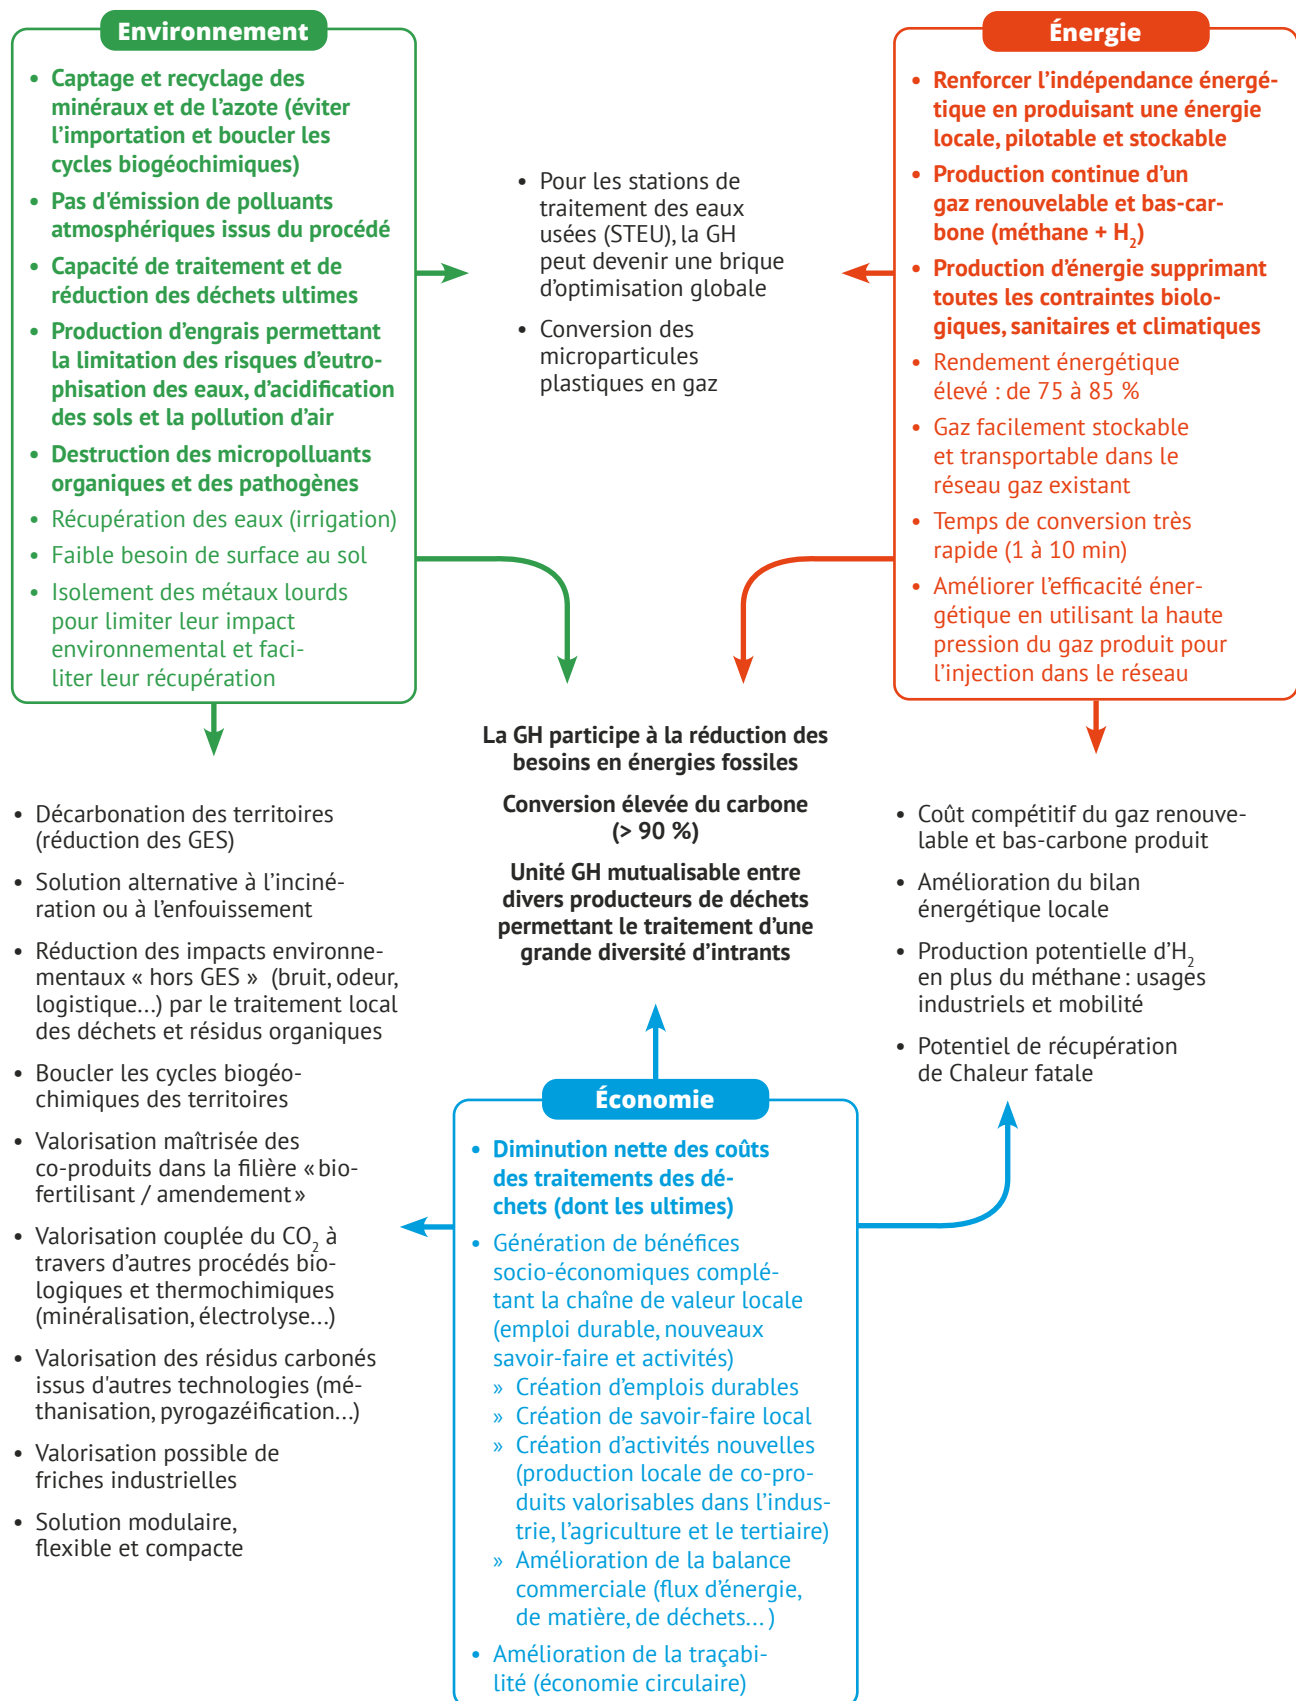 Environnement
• Captage et recyclage des
minéraux et de l’azote (éviter
l’importation et boucler les
cycles biogéochimiques)
• Pas d'émission de polluants
atmosphériques issus du procédé
• Capacité de traitement et de
réduction des déchets ultimes
• Production d’engrais permettant
la limitation des risques d’eutro-
phisation des eaux, d’acidification
des sols et la pollution d’air
• Destruction des micropolluants
organiques et des pathogènes
• Récupération des eaux (irrigation)
• Faible besoin de surface au sol
• Isolement des métaux lourds
pour limiter leur impact
environnemental et faci-
liter leur récupération
• Pour les stations de
traitement des eaux
usées (STEU), la GH
peut devenir une brique
d’optimisation globale
• Conversion des
microparticules
plastiques en gaz
Énergie
• Renforcer l’indépendance énergé-
tique en produisant une énergie
locale, pilotable et stockable
• Production continue d’un
gaz renouvelable et bas-car-
bone (méthane + H₂)
• Production d’énergie supprimant
toutes les contraintes biolo-
giques, sanitaires et climatiques
• Rendement énergétique
élevé : de 75 à 85 %
• Gaz facilement stockable
et transportable dans le
réseau gaz existant
• Temps de conversion très
rapide (1 à 10 min)
• Améliorer l’efficacité éner-
gétique en utilisant la haute
pression du gaz produit pour
l’injection dans le réseau
La GH participe à la réduction des
besoins en énergies fossiles
Conversion élevée du carbone
(> 90 %)
Unité GH mutualisable entre
divers producteurs de déchets
permettant le traitement d’une
grande diversité d’intrants
• Décarbonation des territoires
(réduction des GES)
• Solution alternative à l’inciné-
ration ou à l’enfouissement
• Réduction des impacts environne-
mentaux « hors GES » (bruit, odeur,
logistique...) par le traitement local
des déchets et résidus organiques
• Boucler les cycles biogéo-
chimiques des territoires
• Valorisation maîtrisée des
co-produits dans la filière « bio-
fertilisant / amendement »
• Valorisation couplée du CO₂ à
travers d’autres procédés bio-
logiques et thermochimiques
(minéralisation, électrolyse...)
• Valorisation des résidus carbonés
issus d'autres technologies (mé-
thanisation, pyrogazéification...)
• Valorisation possible de
friches industrielles
• Solution modulaire,
flexible et compacte
• Coût compétitif du gaz renouve-
lable et bas-carbone produit
• Amélioration du bilan
énergétique locale
• Production potentielle d’H₂
en plus du méthane : usages
industriels et mobilité
• Potentiel de récupération
de Chaleur fatale
Économie
• Diminution nette des coûts
des traitements des dé-
chets (dont les ultimes)
• Génération de bénéfices
socio-économiques complé-
tant la chaîne de valeur locale
(emploi durable, nouveaux
savoir-faire et activités)
» Création d’emplois durables
» Création de savoir-faire local
» Création d’activités nouvelles
(production locale de co-pro-
duits valorisables dans l’indus-
trie, l’agriculture et le tertiaire)
» Amélioration de la balance
commerciale (flux d’énergie,
de matière, de déchets... )
• Amélioration de la traçabi-
lité (économie circulaire)